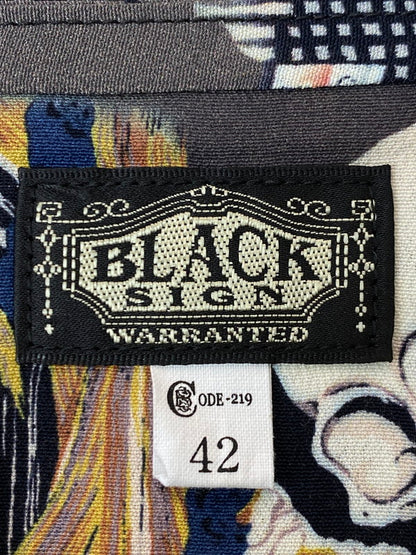 BLACK
SIGN
WARRANTED
CODE-219
42